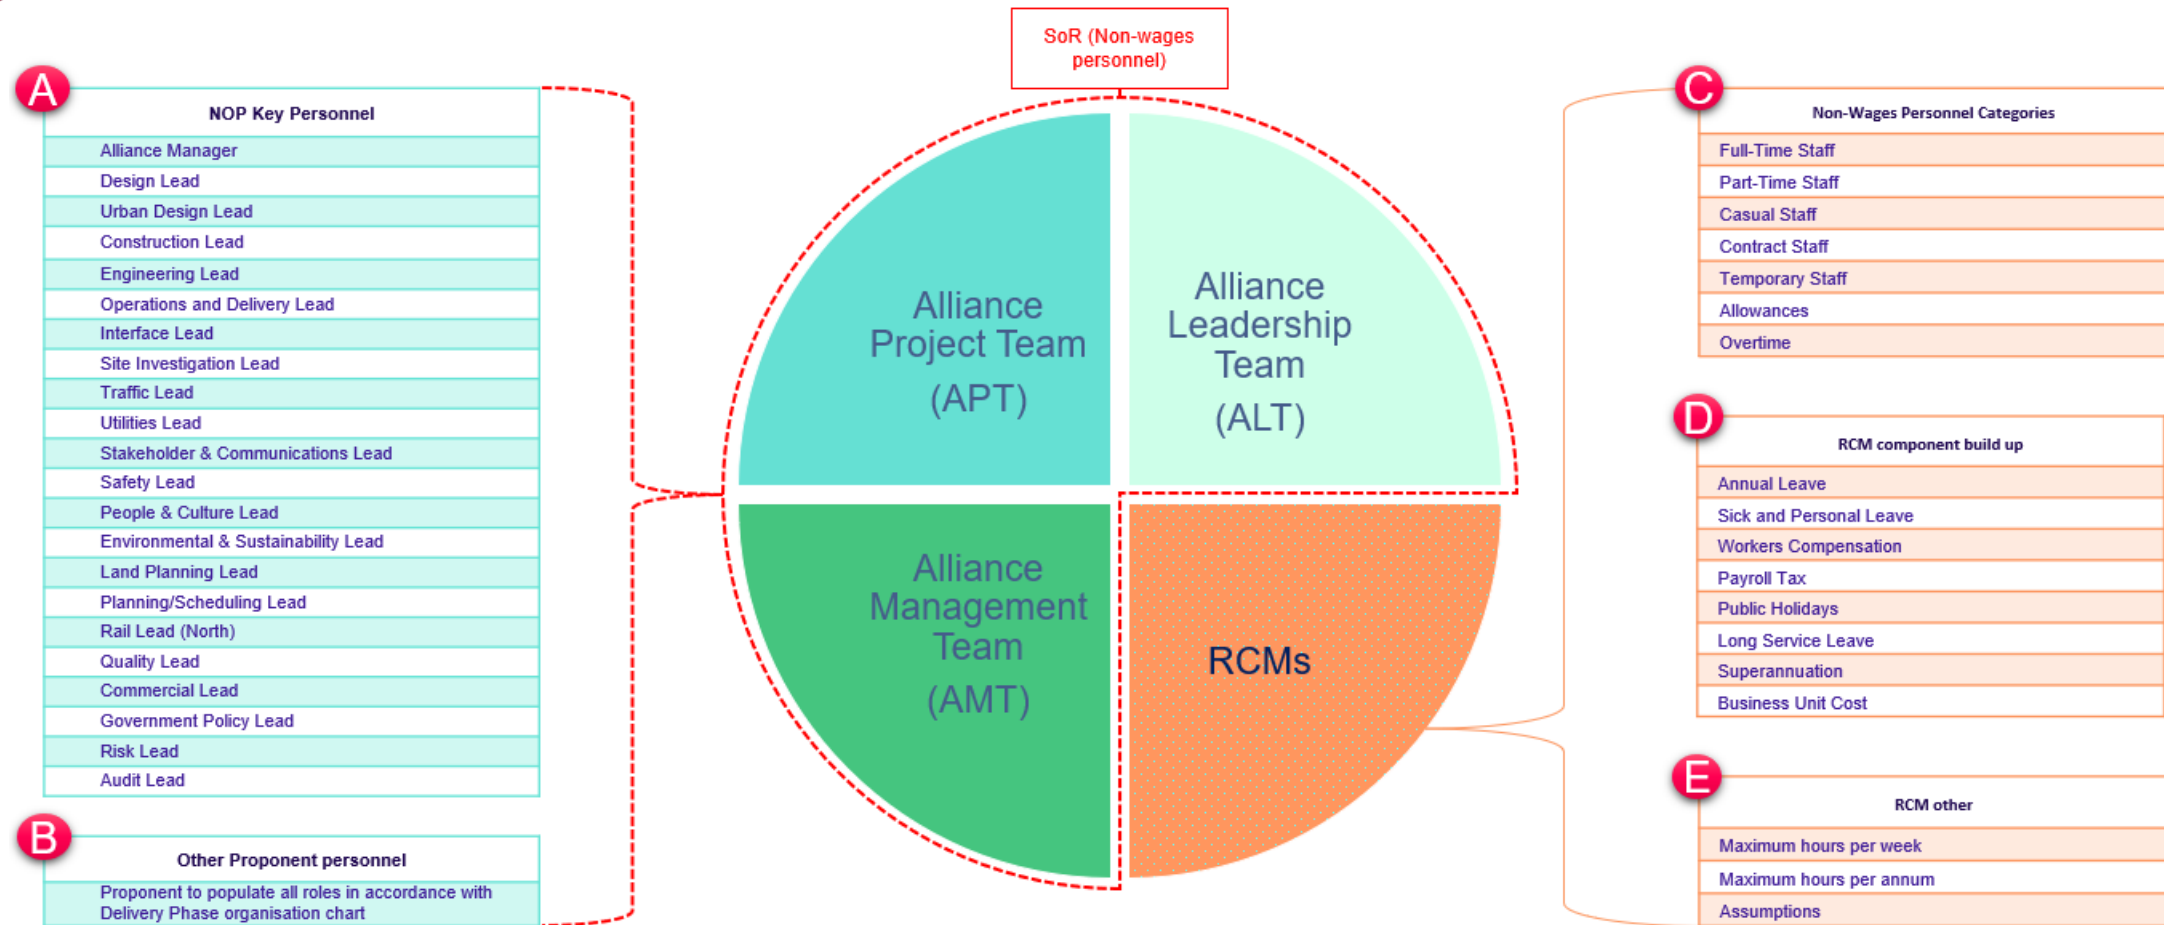 SoR (Non-wages
personnel)
A
NOP Key Personnel
Alliance Manager
Design Lead
Urban Design Lead
Construction Lead
Engineering Lead
Operations and Delivery Lead
Interface Lead
Site Investigation Lead
Traffic Lead
Utilities Lead
Stakeholder & Communications Lead
Safety Lead
People & Culture Lead
Environmental & Sustainability Lead
Land Planning Lead
Planning/Scheduling Lead
Rail Lead (North)
Quality Lead
Commercial Lead
Government Policy Lead
Risk Lead
Audit Lead
B
Other Proponent personnel
Proponent to populate all roles in accordance with
Delivery Phase organisation chart
Alliance
Project Team
(APT)
Alliance
Leadership
Team
(ALT)
Alliance
Management
Team
(AMT)
RCMs
C
Non-Wages Personnel Categories
Full-Time Staff
Part-Time Staff
Casual Staff
Contract Staff
Temporary Staff
Allowances
Overtime
D
RCM component build up
Annual Leave
Sick and Personal Leave
Workers Compensation
Payroll Tax
Public Holidays
Long Service Leave
Superannuation
Business Unit Cost
E
RCM other
Maximum hours per week
Maximum hours per annum
Assumptions